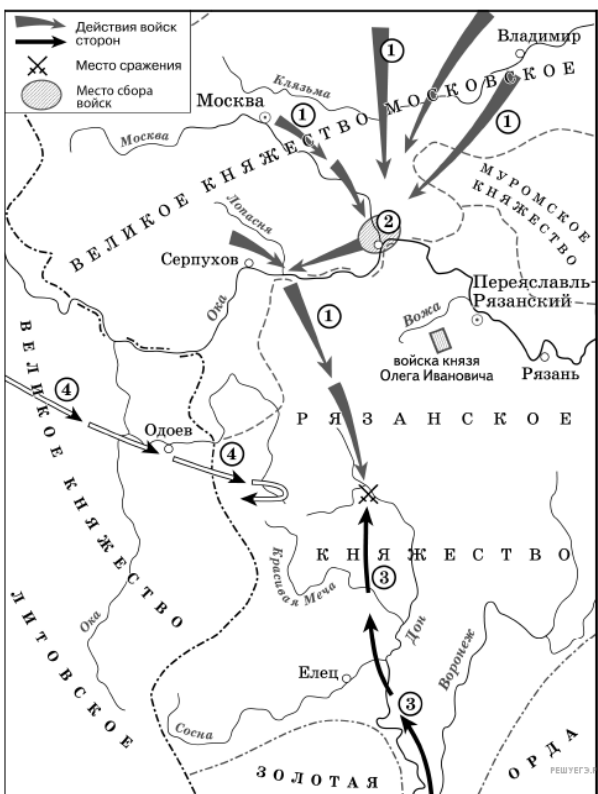 Действия войск
сторон
Место сражения
Место сбора
войск
Владимир
Клязьма
Москва
Москва
ВЕЛИКОЕ КНЯЖЕСТВО МОСКОВСКОЕ
1
1
1
МУРОМСКОЕ
КНЯЖЕСТВО
Лопасня
2
Серпухов
Ока
Переяславль-
Рязанский
1
Вожа
войска князя
Олега Ивановича
Рязань
ВЕЛИКОЕ КНЯЖЕСТВО
4
РЯЗАНСКОЕ
Одоев
4
КНЯЖЕСТВО
3
Красивая Меча
ЛИТОВСКОЕ
Ока
Дон
Воронеж
Елец
3
Сосна
ЗОЛОТАЯ
ОРДА
РЕШУЕГЭ.Р